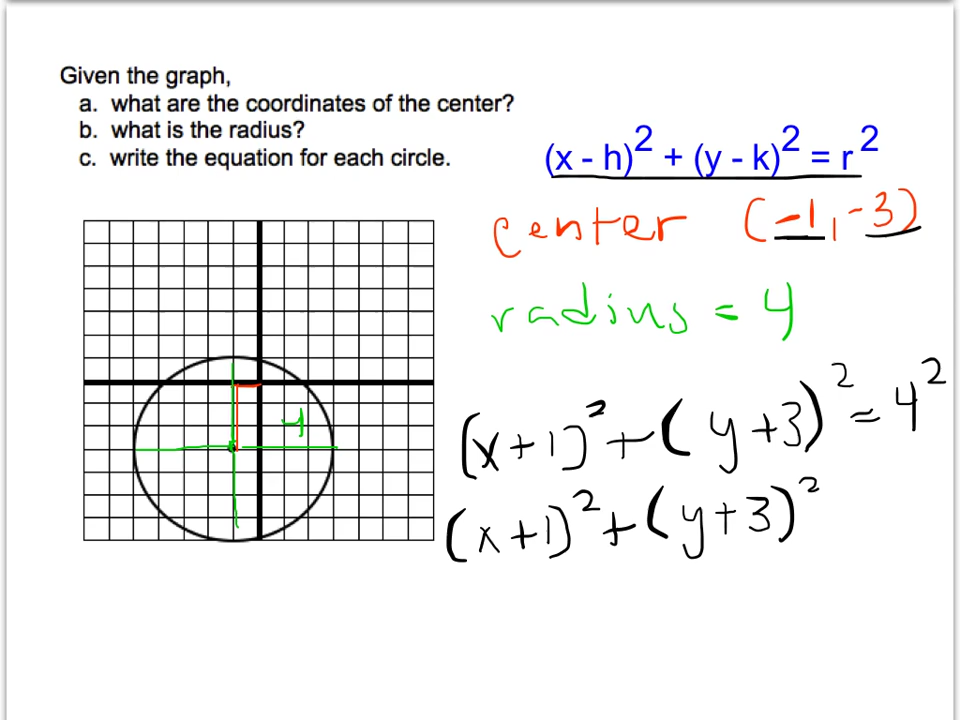 Given the graph,
a. what are the coordinates of the center?
b. what is the radius?
c. write the equation for each circle.
(x - h)² + (y - k)² = r²
center (-1, -3)
radius = 4
4
(x+1)² + (y+3)² = 4²
(x+1)² + (y+3)²